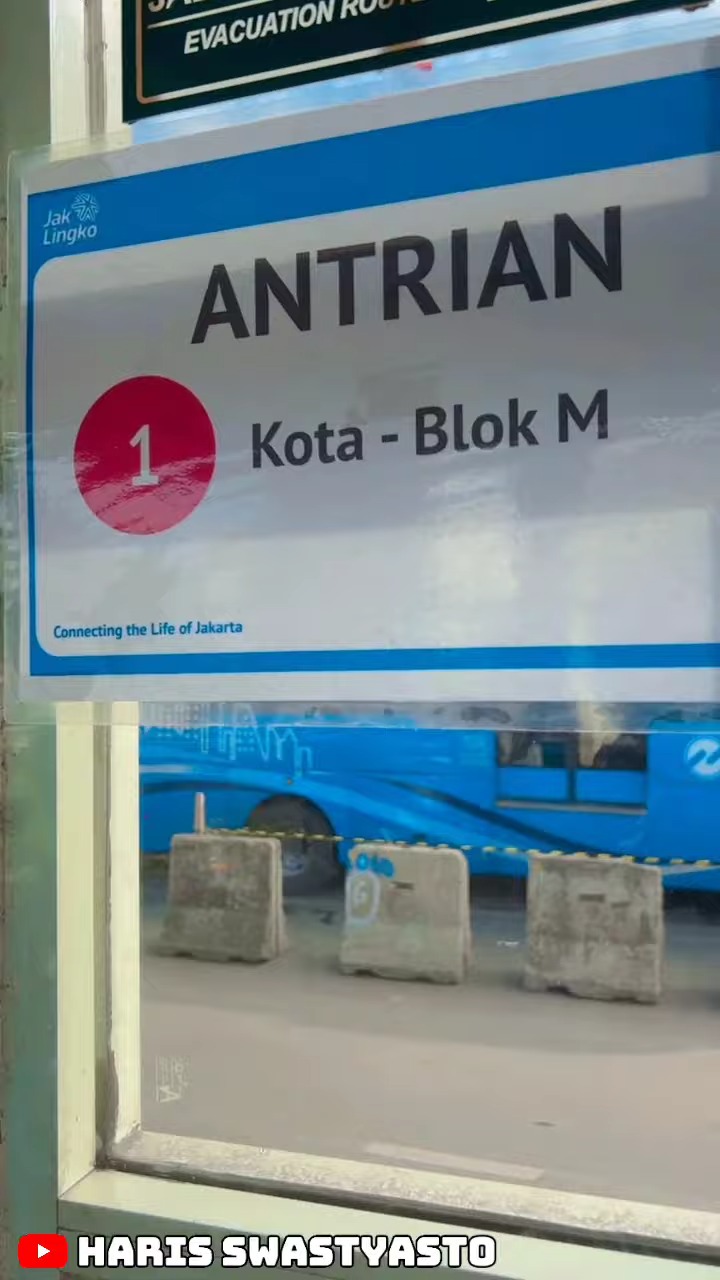 EVACUATION ROUTE
Jak
Lingko
ANTRIAN
1 Kota - Blok M
Connecting the Life of Jakarta
HARIS SWASTYASTO